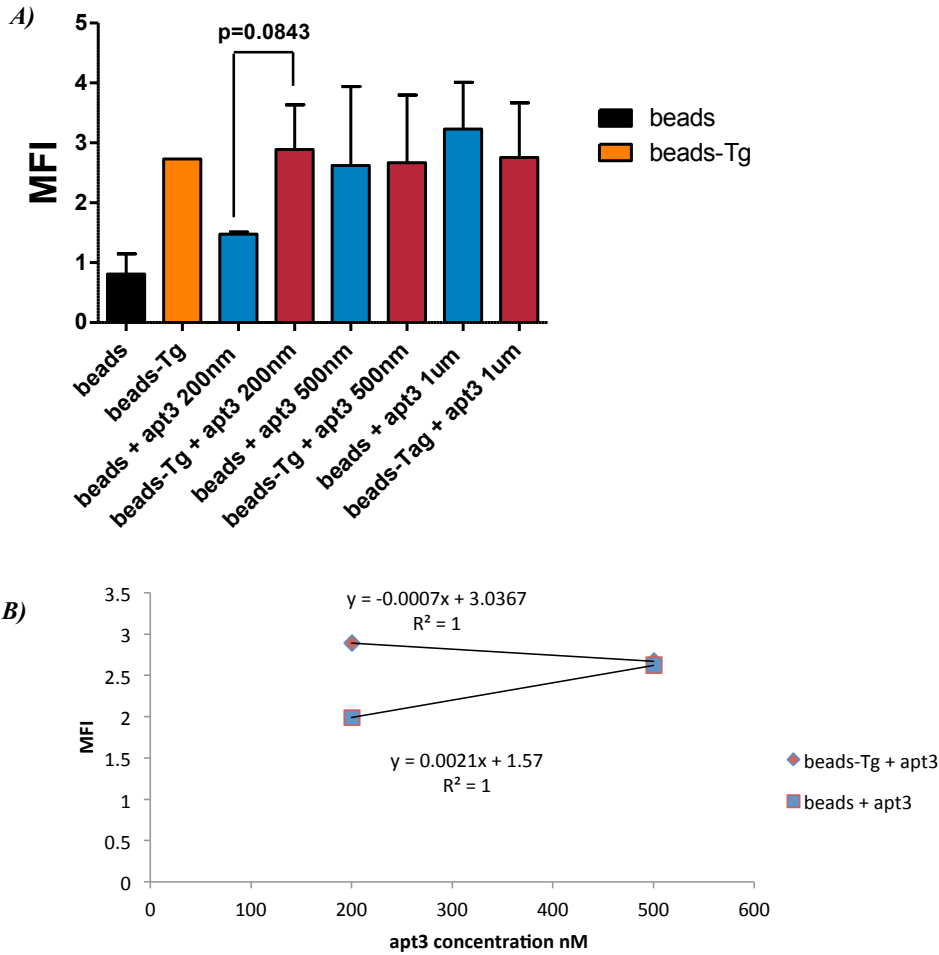 A)
p=0.0843
5
4
3
2
1
0
MFI
beads
beads-Tg
beads
beads-Tg
beads + apt3 200nm
beads-Tg + apt3 200nm
beads + apt3 500nm
beads-Tg + apt3 500nm
beads + apt3 1um
beads-Tag + apt3 1um
B)
3.5
3
2.5
2
1.5
1
0.5
0
MFI
y = -0.0007x + 3.0367
R² = 1
y = 0.0021x + 1.57
R² = 1
beads-Tg + apt3
beads + apt3
0 100 200 300 400 500 600
apt3 concentration nM